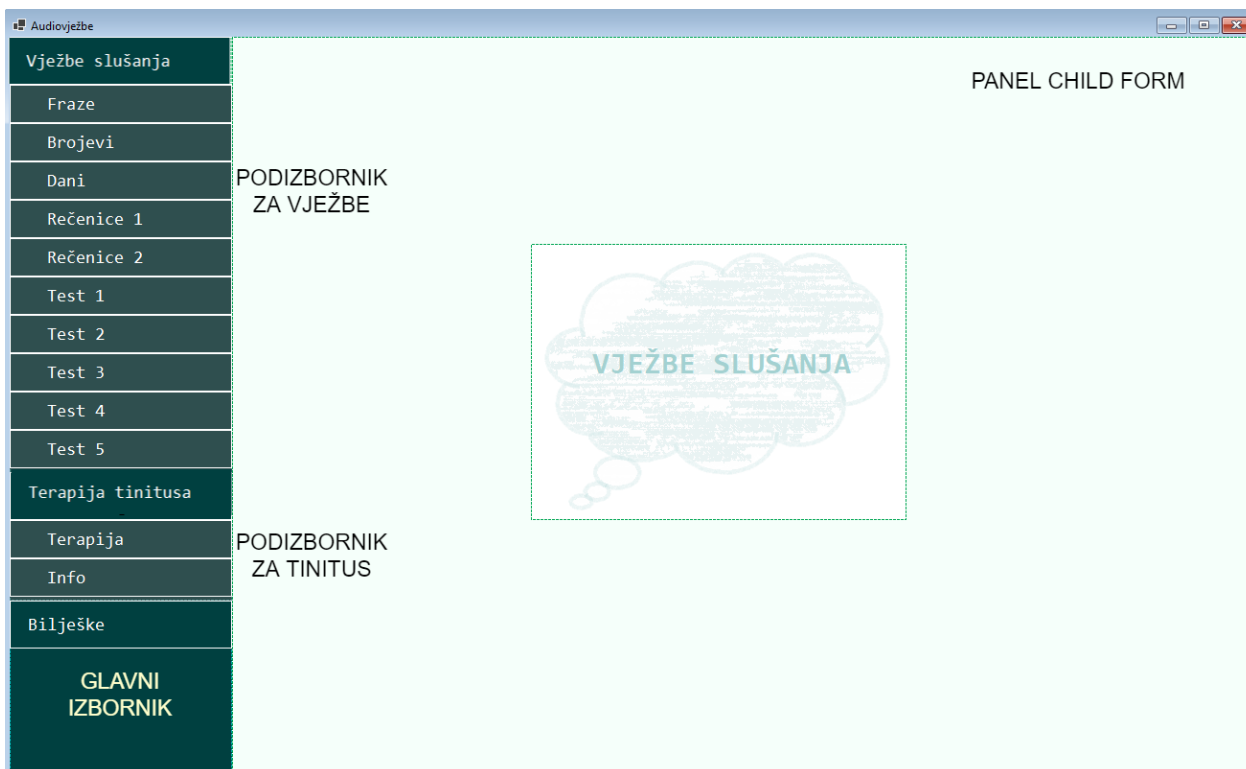 Audiovježbe
Vježbe slušanja
Fraze
Brojevi
Dani
Rečenice 1
Rečenice 2
Test 1
Test 2
Test 3
Test 4
Test 5
Terapija tinitusa
Terapija
Info
Bilješke
GLAVNI
IZBORNIK
PODIZBORNIK
ZA VJEŽBE
PODIZBORNIK
ZA TINITUS
PANEL CHILD FORM
VJEŽBE SLUŠANJA